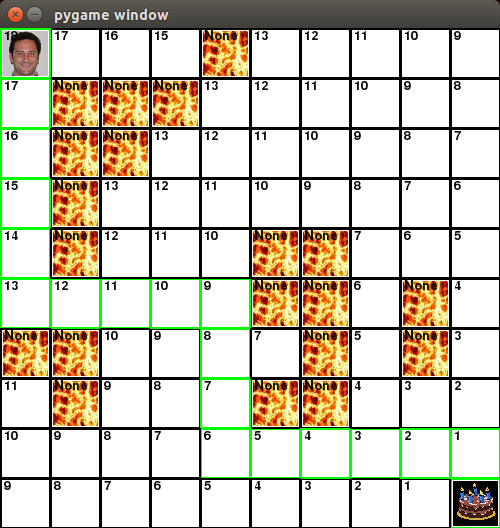 pygame window
18 17 16 15 None 13 12 11 10 9
17 None None None 13 12 11 10 9 8
16 None None 13 12 11 10 9 8 7
15 None 13 12 11 10 9 8 7 6
14 None 12 11 10 None None 7 6 5
13 12 11 10 9 None None 6 None 4
None None 10 9 8 7 None 5 None 3
11 None 9 8 7 None None 4 3 2
10 9 8 7 6 5 4 3 2 1
9 8 7 6 5 4 3 2 1